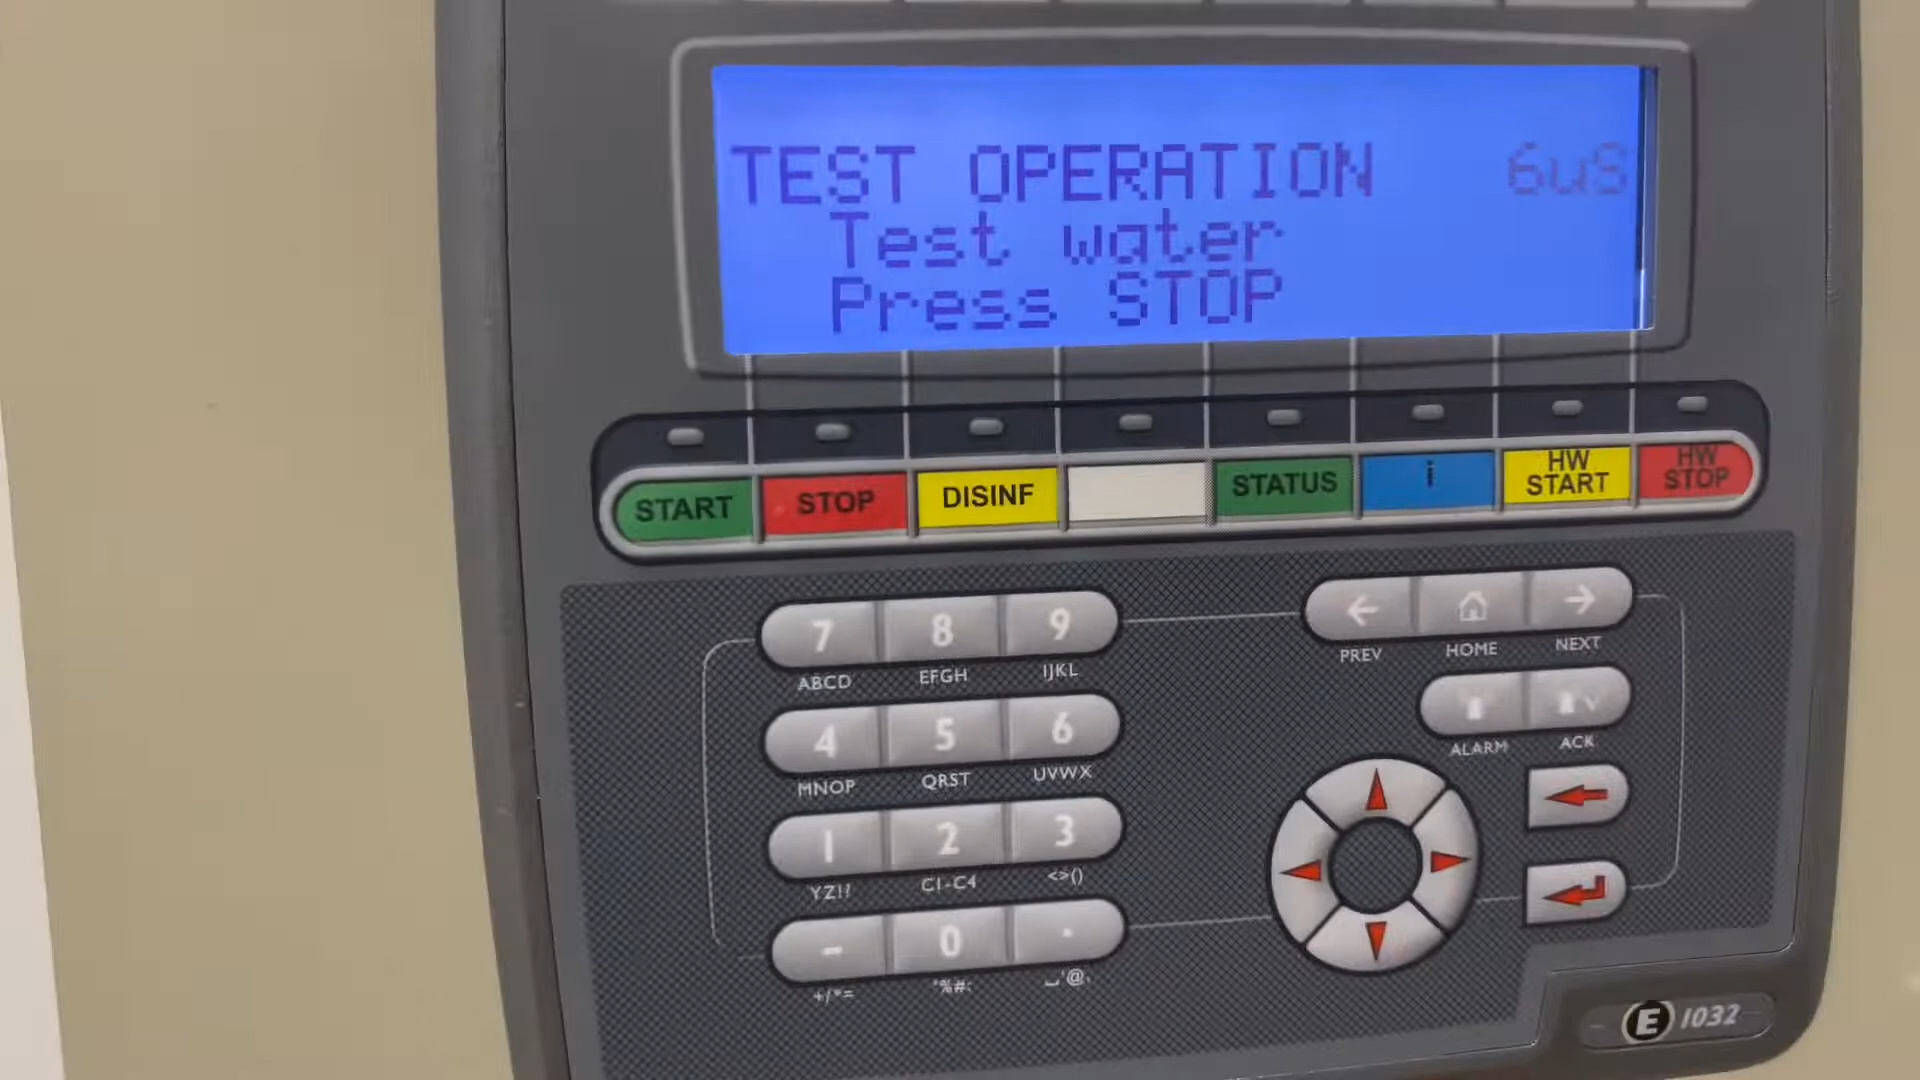 TEST OPERATION 6uS
Test water
Press STOP
START STOP DISINF STATUS i HW START HW STOP
7 8 9
ABCD EFGH IJKL
← →
PREV HOME NEXT
4 5 6
MNOP QRST UVWX
ALARM ACK
1 2 3
YZ!? C1-C4 <>()
- 0 .
+/*= '%#: ⎵'@,
E 1032